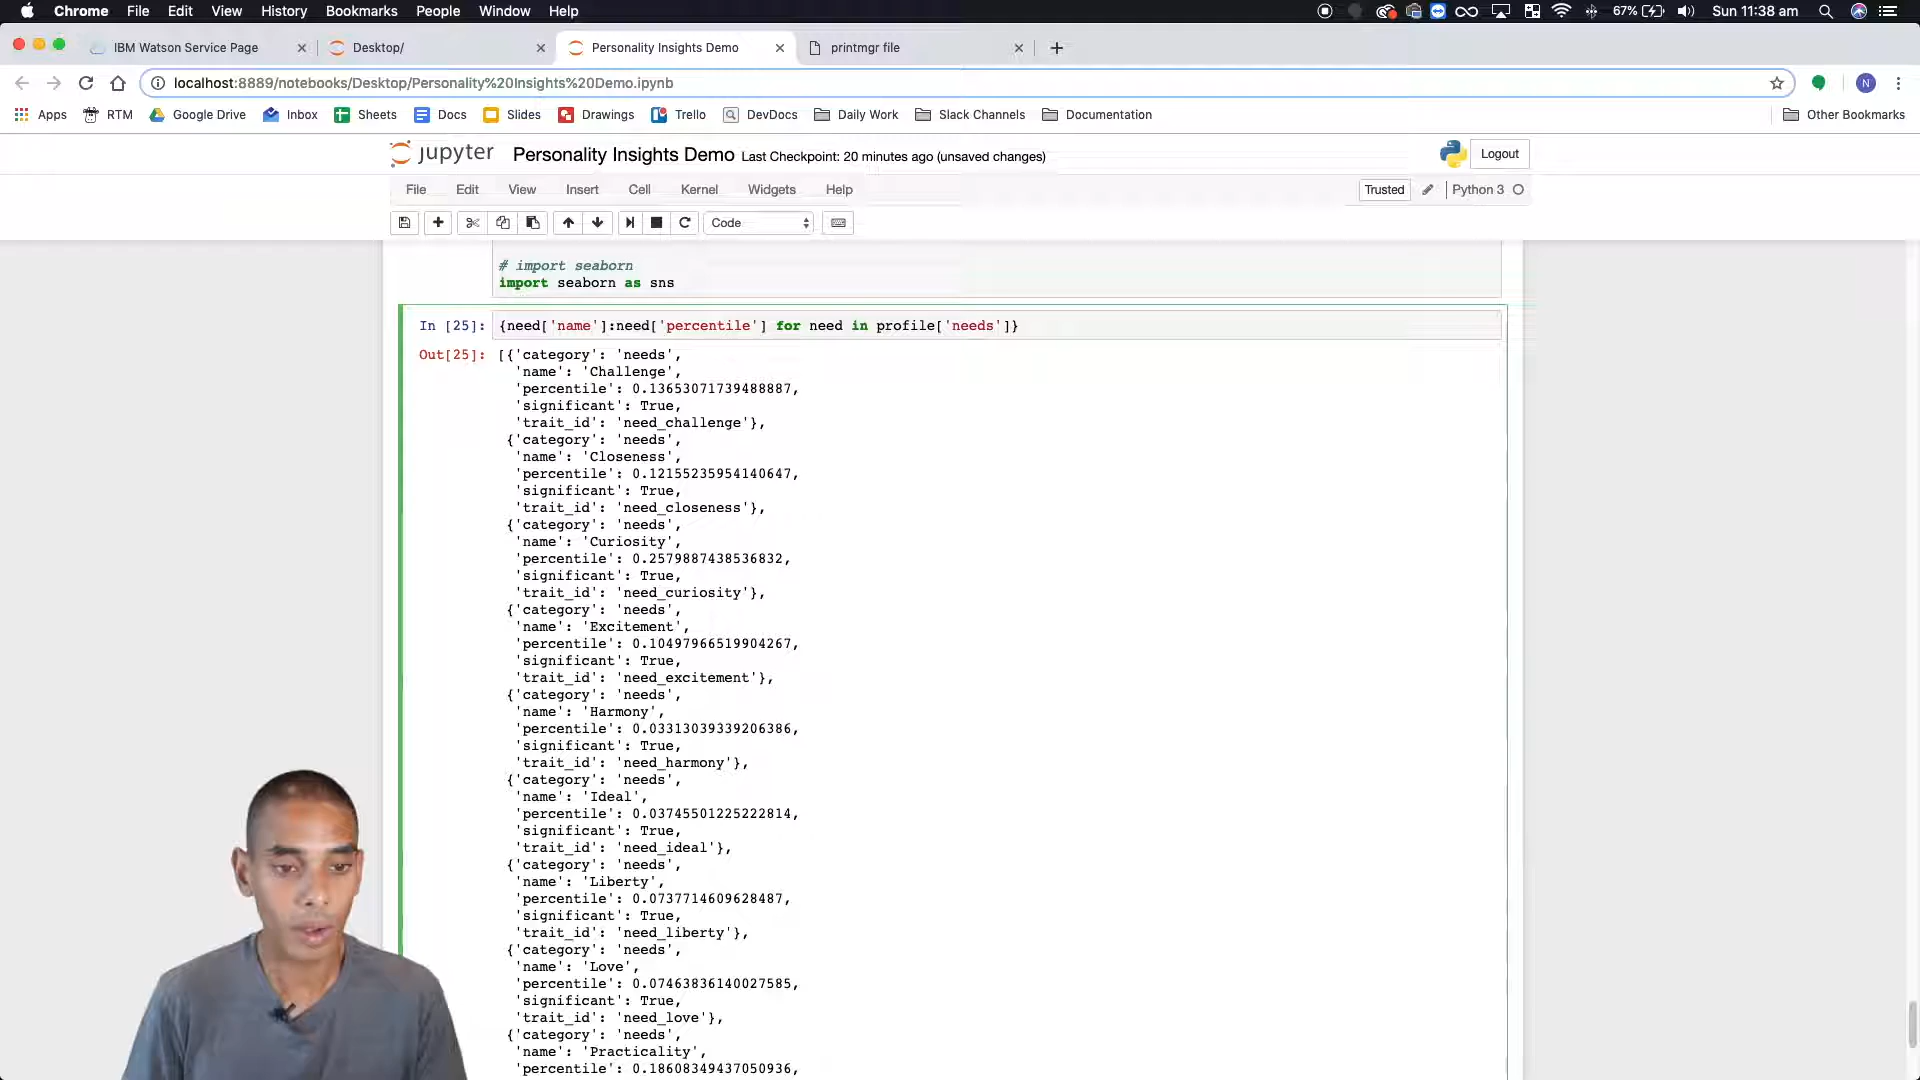 Chrome File Edit View History Bookmarks People Window Help 67% Sun 11:38 am
IBM Watson Service Page Desktop/ Personality Insights Demo printmgr file
localhost:8889/notebooks/Desktop/Personality%20Insights%20Demo.ipynb N
Apps RTM Google Drive Inbox Sheets Docs Slides Drawings Trello DevDocs Daily Work Slack Channels Documentation Other Bookmarks
jupyter Personality Insights Demo Last Checkpoint: 20 minutes ago (unsaved changes) Logout
File Edit View Insert Cell Kernel Widgets Help Trusted Python 3
Code
# import seaborn
import seaborn as sns
In [25]: {need['name']:need['percentile'] for need in profile['needs']}
Out[25]: [{'category': 'needs',
'name': 'Challenge',
'percentile': 0.13653071739488887,
'significant': True,
'trait_id': 'need_challenge'},
{'category': 'needs',
'name': 'Closeness',
'percentile': 0.12155235954140647,
'significant': True,
'trait_id': 'need_closeness'},
{'category': 'needs',
'name': 'Curiosity',
'percentile': 0.2579887438536832,
'significant': True,
'trait_id': 'need_curiosity'},
{'category': 'needs',
'name': 'Excitement',
'percentile': 0.10497966519904267,
'significant': True,
'trait_id': 'need_excitement'},
{'category': 'needs',
'name': 'Harmony',
'percentile': 0.03313039339206386,
'significant': True,
'trait_id': 'need_harmony'},
{'category': 'needs',
'name': 'Ideal',
'percentile': 0.03745501225222814,
'significant': True,
'trait_id': 'need_ideal'},
{'category': 'needs',
'name': 'Liberty',
'percentile': 0.0737714609628487,
'significant': True,
'trait_id': 'need_liberty'},
{'category': 'needs',
'name': 'Love',
'percentile': 0.07463836140027585,
'significant': True,
'trait_id': 'need_love'},
{'category': 'needs',
'name': 'Practicality',
'percentile': 0.18608349437050936,